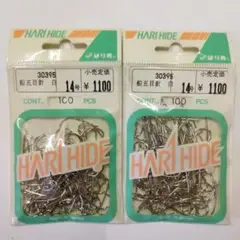 HARI HIDE
30395
小売定価
14号
¥1100
CONT. 100 PCS
HARI HIDE
HARI HIDE
30395
小売定価
14号
¥1100
CONT. 100 PCS
HARI HIDE